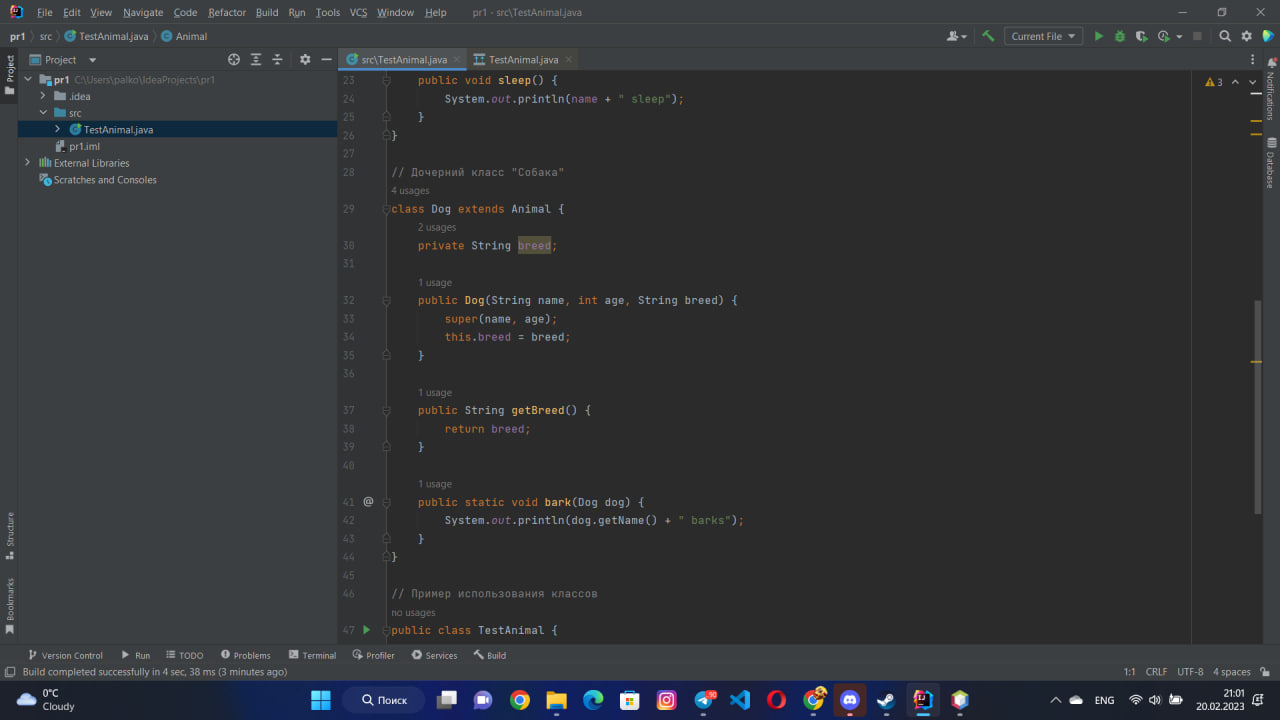 File Edit View Navigate Code Refactor Build Run Tools VCS Window Help pr1 - src\TestAnimal.java
pr1 src TestAnimal.java Animal Current File
Project src\TestAnimal.java TestAnimal.java
Project
pr1 C:\Users\palko\IdeaProjects\pr1
.idea
src
TestAnimal.java
pr1.iml
External Libraries
Scratches and Consoles
Structure
Bookmarks
23 public void sleep() {
24 System.out.println(name + " sleep");
25 }
26 }
27
28 // Дочерний класс "Собака"
4 usages
29 class Dog extends Animal {
2 usages
30 private String breed;
31
1 usage
32 public Dog(String name, int age, String breed) {
33 super(name, age);
34 this.breed = breed;
35 }
36
1 usage
37 public String getBreed() {
38 return breed;
39 }
40
1 usage
41 @ public static void bark(Dog dog) {
42 System.out.println(dog.getName() + " barks");
43 }
44 }
45
46 // Пример использования классов
no usages
47 public class TestAnimal {
3
Notifications
Database
Version Control Run TODO Problems Terminal Profiler Services Build
Build completed successfully in 4 sec, 38 ms (3 minutes ago) 1:1 CRLF UTF-8 4 spaces
0°C
Cloudy
Поиск
90
ENG
21:01
20.02.2023